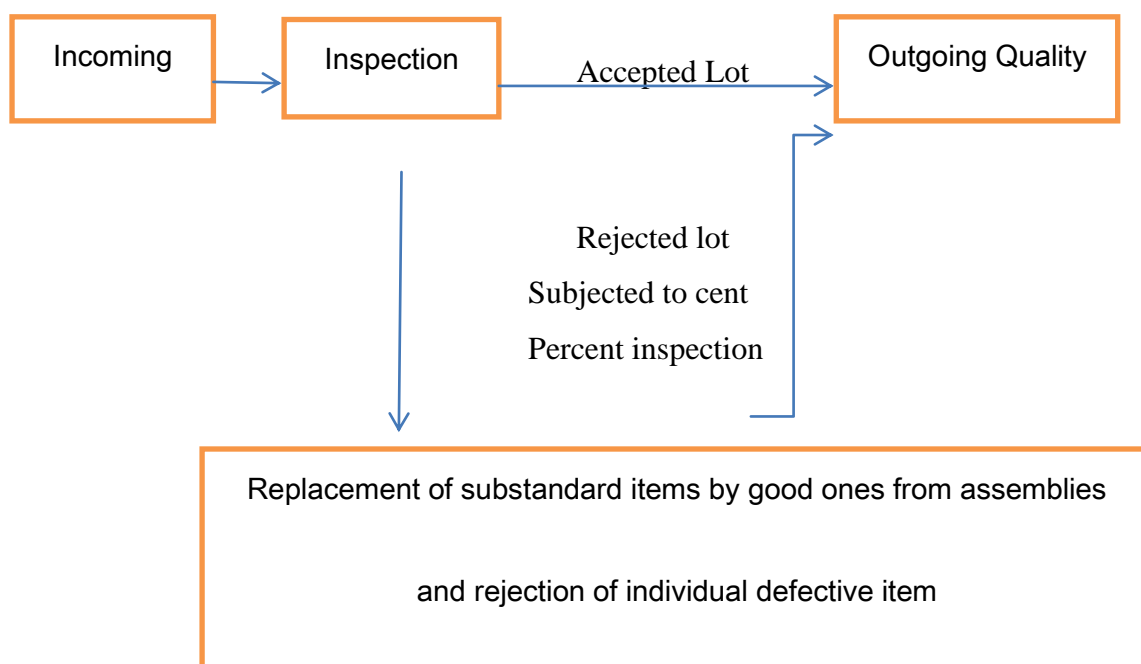 Incoming
Inspection
Accepted Lot
Outgoing Quality
Rejected lot
Subjected to cent
Percent inspection
Replacement of substandard items by good ones from assemblies
and rejection of individual defective item